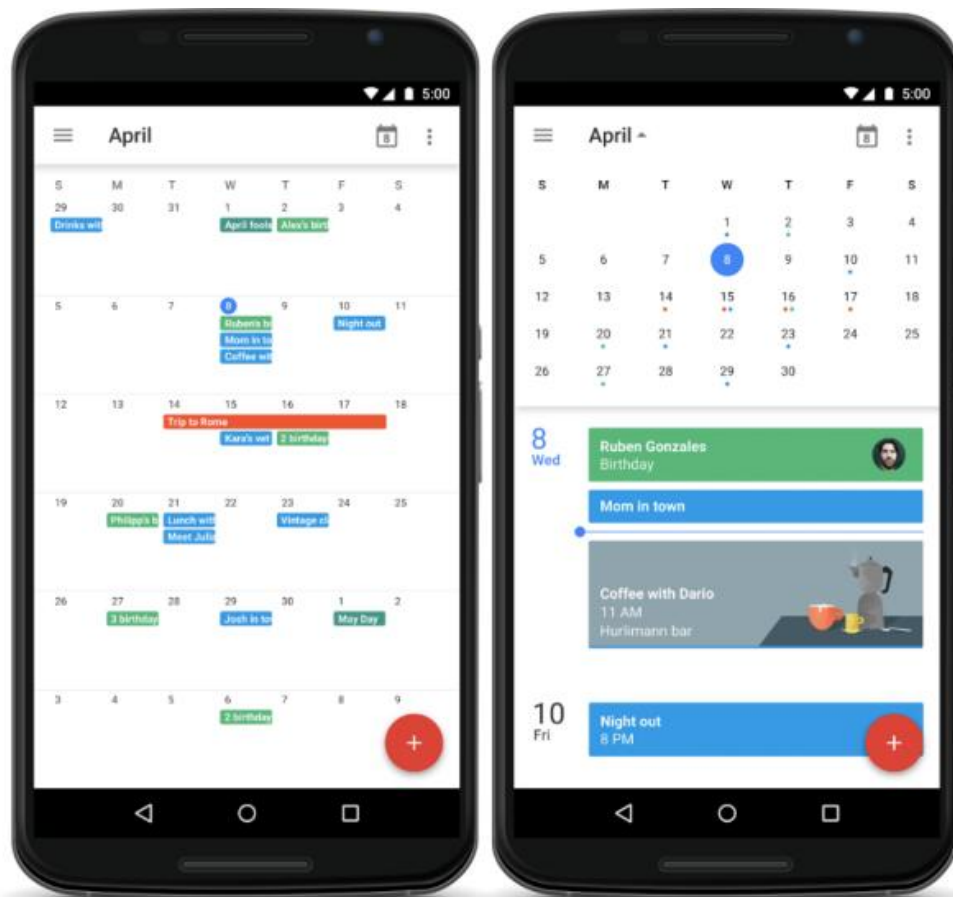 5:00
April
8
S M T W T F S
29 30 31 1 2 3 4
Drinks wit April fools Alex's birt
5 6 7 8 9 10 11
Ruben's bi Night out
Mom in to
Coffee wit
12 13 14 15 16 17 18
Trip to Rome
Kara's vet 2 birthday
19 20 21 22 23 24 25
Philipp's b Lunch with Vintage cl
Meet Julia
26 27 28 29 30 1 2
3 birthday Josh in to May Day
3 4 5 6 7 8 9
2 birthday
+
5:00
April
8
S M T W T F S
1 2 3 4
5 6 7 8 9 10 11
12 13 14 15 16 17 18
19 20 21 22 23 24 25
26 27 28 29 30
8
Wed
Ruben Gonzales
Birthday
Mom in town
Coffee with Dario
11 AM
Hurlimann bar
10
Fri
Night out
8 PM
+